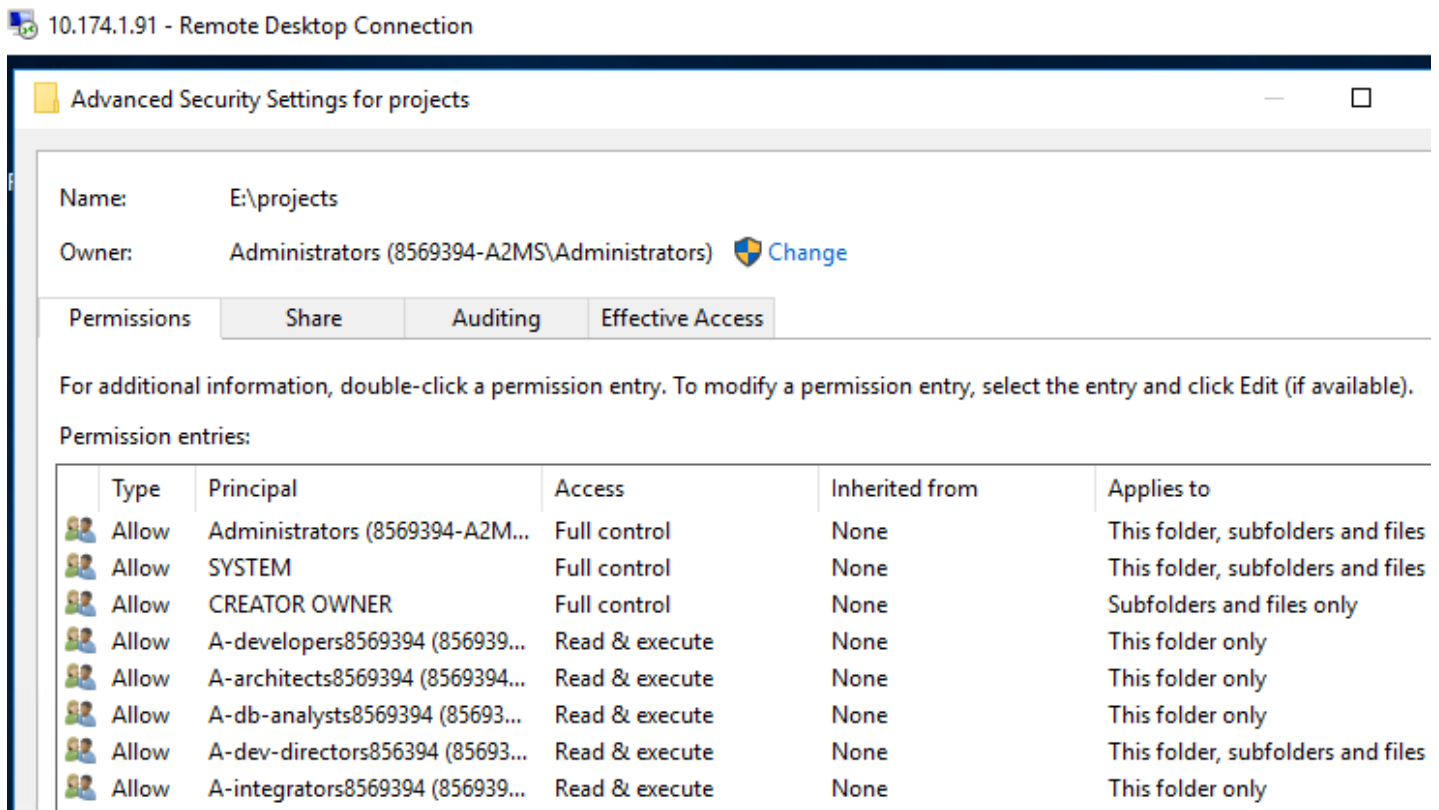 10.174.1.91 - Remote Desktop Connection
Advanced Security Settings for projects
Name: E:\projects
Owner: Administrators (8569394-A2MS\Administrators) Change
Permissions Share Auditing Effective Access
For additional information, double-click a permission entry. To modify a permission entry, select the entry and click Edit (if available).
Permission entries:
Type Principal Access Inherited from Applies to
Allow Administrators (8569394-A2M... Full control None This folder, subfolders and files
Allow SYSTEM Full control None This folder, subfolders and files
Allow CREATOR OWNER Full control None Subfolders and files only
Allow A-developers8569394 (856939... Read & execute None This folder only
Allow A-architects8569394 (8569394... Read & execute None This folder only
Allow A-db-analysts8569394 (85693... Read & execute None This folder only
Allow A-dev-directors856394 (85693... Read & execute None This folder, subfolders and files
Allow A-integrators8569394 (856939... Read & execute None This folder only